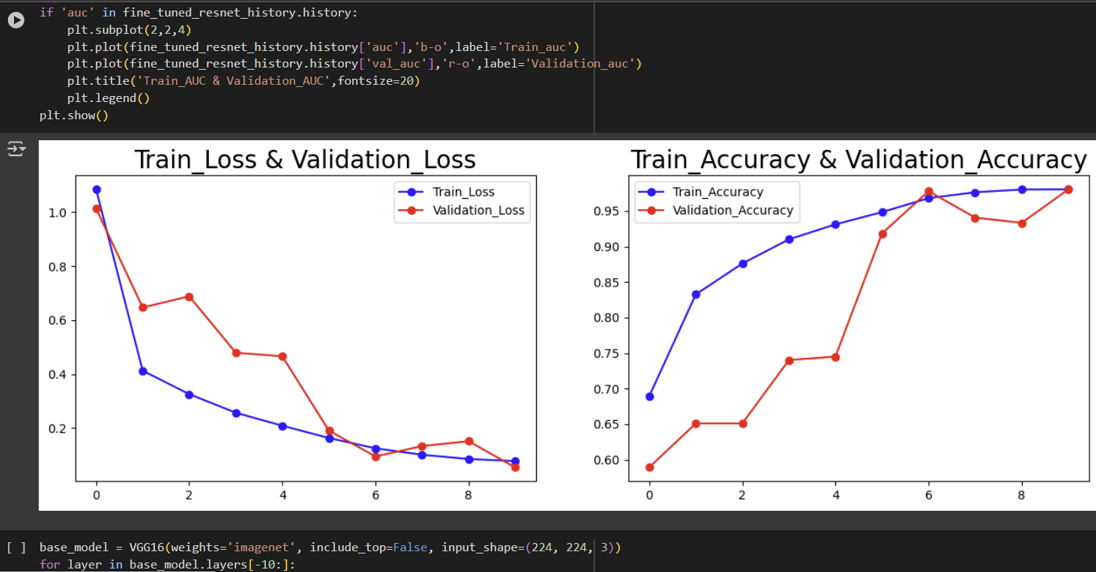 if 'auc' in fine_tuned_resnet_history.history:
    plt.subplot(2,2,4)
    plt.plot(fine_tuned_resnet_history.history['auc'],'b-o',label='Train_auc')
    plt.plot(fine_tuned_resnet_history.history['val_auc'],'r-o',label='Validation_auc')
    plt.title('Train_AUC & Validation_AUC',fontsize=20)
    plt.legend()
plt.show()
Train_Loss & Validation_Loss
Train_Loss
Validation_Loss
1.0
0.8
0.6
0.4
0.2
0 2 4 6 8
Train_Accuracy & Validation_Accuracy
Train_Accuracy
Validation_Accuracy
0.95
0.90
0.85
0.80
0.75
0.70
0.65
0.60
0 2 4 6 8
[ ] base_model = VGG16(weights='imagenet', include_top=False, input_shape=(224, 224, 3))
for layer in base_model.layers[-10:]: